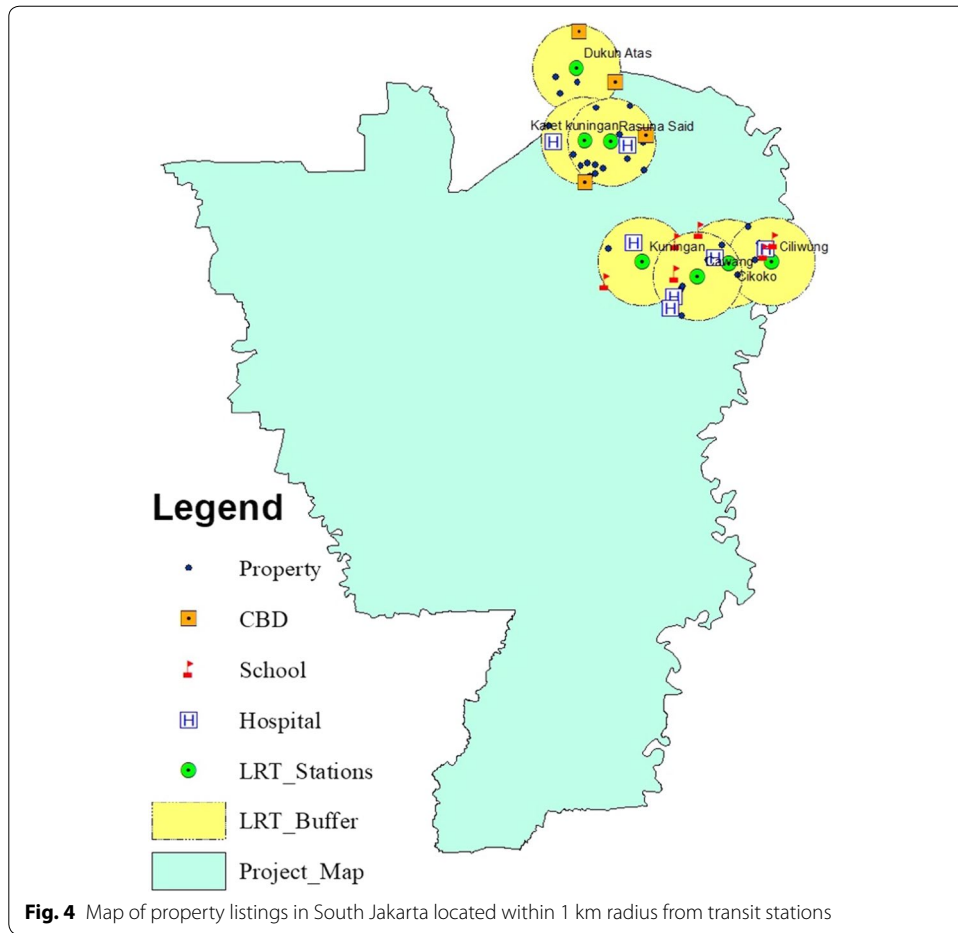 Dukuh Atas
Karet kuningan
Rasuna Said
Kuningan
Ciliwung
Cawang
Cikoko
Legend
Property
CBD
School
Hospital
LRT_Stations
LRT_Buffer
Project_Map
Fig. 4 Map of property listings in South Jakarta located within 1 km radius from transit stations